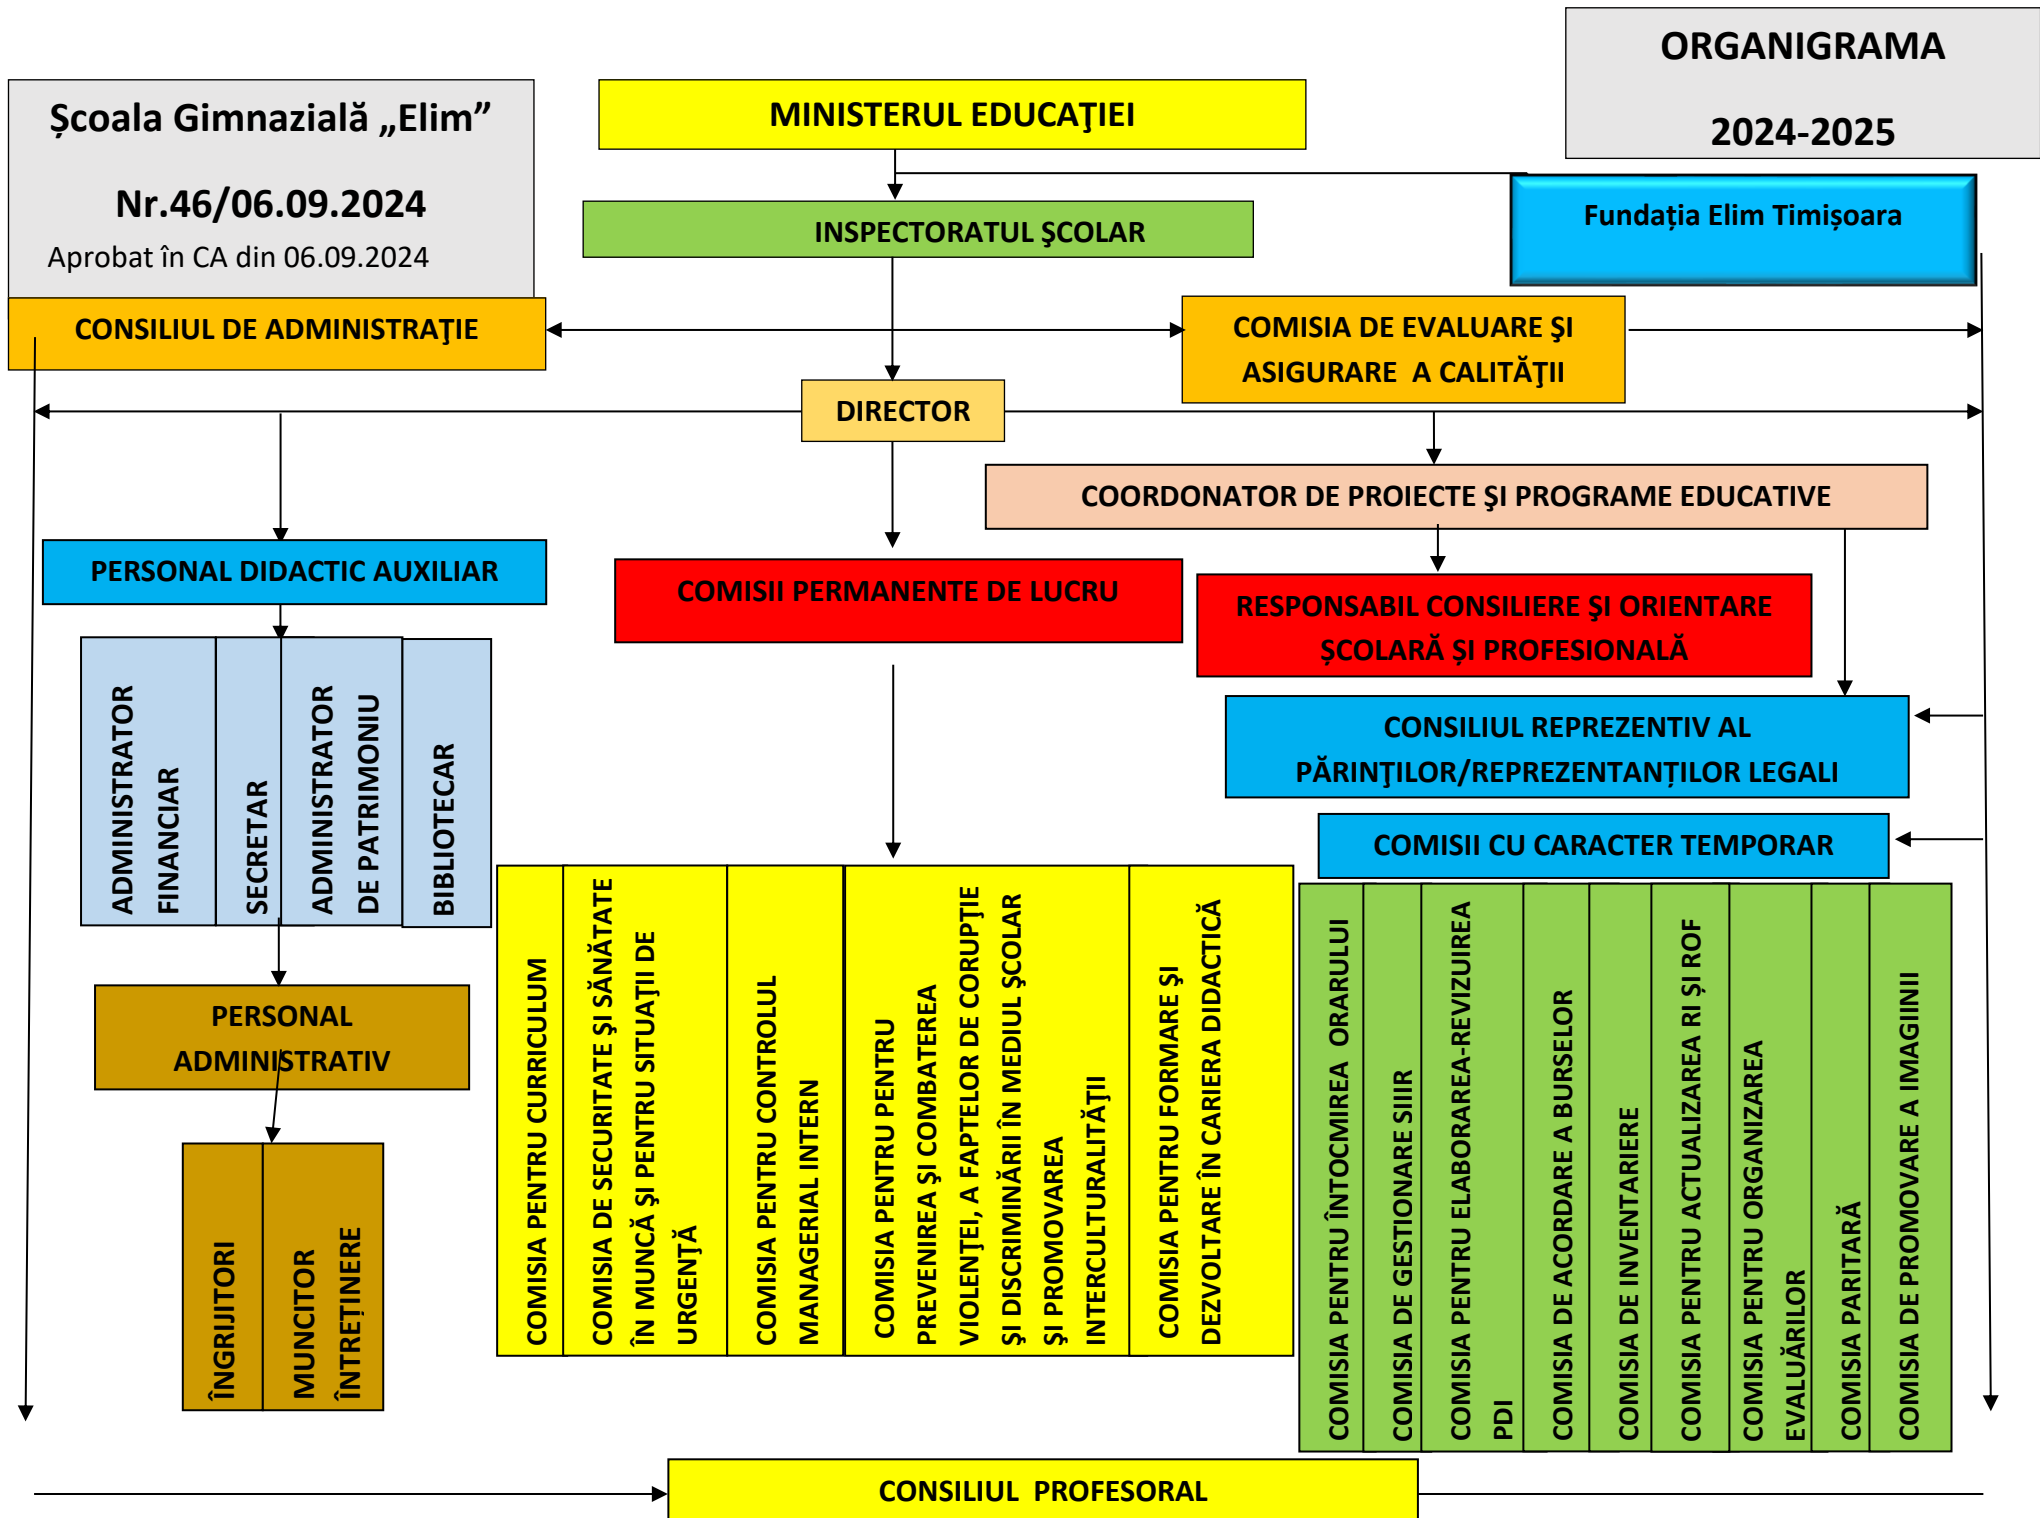 ORGANIGRAMA
2024-2025
Școala Gimnazială „Elim”
Nr.46/06.09.2024
Aprobat în CA din 06.09.2024
MINISTERUL EDUCAŢIEI
INSPECTORATUL ŞCOLAR
Fundația Elim Timișoara
CONSILIUL DE ADMINISTRAŢIE
COMISIA DE EVALUARE ŞI
ASIGURARE A CALITĂŢII
DIRECTOR
COORDONATOR DE PROIECTE ŞI PROGRAME EDUCATIVE
PERSONAL DIDACTIC AUXILIAR
COMISII PERMANENTE DE LUCRU
RESPONSABIL CONSILIERE ŞI ORIENTARE
ȘCOLARĂ ȘI PROFESIONALĂ
CONSILIUL REPREZENTIV AL
PĂRINŢILOR/REPREZENTANȚILOR LEGALI
COMISII CU CARACTER TEMPORAR
ADMINISTRATOR
FINANCIAR
SECRETAR
ADMINISTRATOR
DE PATRIMONIU
BIBLIOTECAR
PERSONAL
ADMINISTRATIV
ÎNGRIJITORI
MUNCITOR
ÎNTREȚINERE
COMISIA PENTRU CURRICULUM
COMISIA DE SECURITATE ŞI SĂNĂTATE
ÎN MUNCĂ ŞI PENTRU SITUAŢII DE
URGENŢĂ
COMISIA PENTRU CONTROLUL
MANAGERIAL INTERN
COMISIA PENTRU PENTRU
PREVENIREA ŞI COMBATEREA
VIOLENŢEI, A FAPTELOR DE CORUPŢIE
ŞI DISCRIMINĂRII ÎN MEDIUL ŞCOLAR
ŞI PROMOVAREA
INTERCULTURALITĂŢII
COMISIA PENTRU FORMARE ŞI
DEZVOLTARE ÎN CARIERA DIDACTICĂ
COMISIA PENTRU ÎNTOCMIREA ORARULUI
COMISIA DE GESTIONARE SIIIR
COMISIA PENTRU ELABORAREA-REVIZUIREA
PDI
COMISIA DE ACORDARE A BURSELOR
COMISIA DE INVENTARIERE
COMISIA PENTRU ACTUALIZAREA RI ȘI ROF
COMISIA PENTRU ORGANIZAREA
EVALUĂRILOR
COMISIA PARITARĂ
COMISIA DE PROMOVARE A IMAGIINII
CONSILIUL PROFESORAL